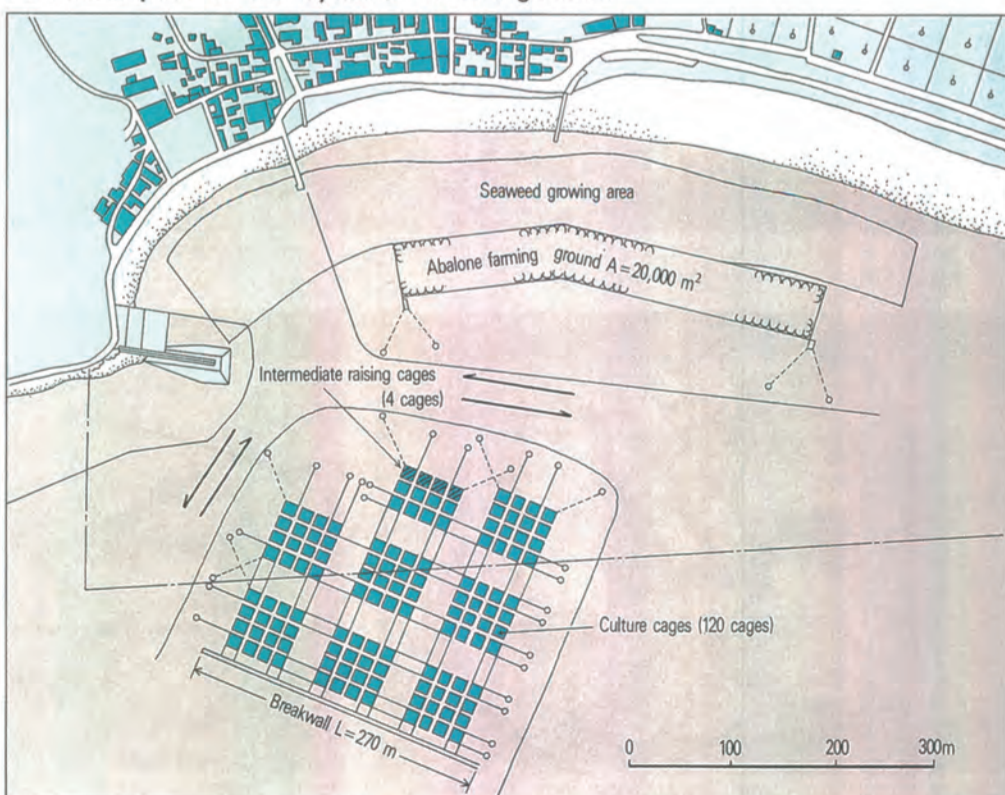 Seaweed growing area
Abalone farming ground A=20,000 m²
Intermediate raising cages
(4 cages)
Culture cages (120 cages)
Breakwall L=270 m
0 100 200 300m